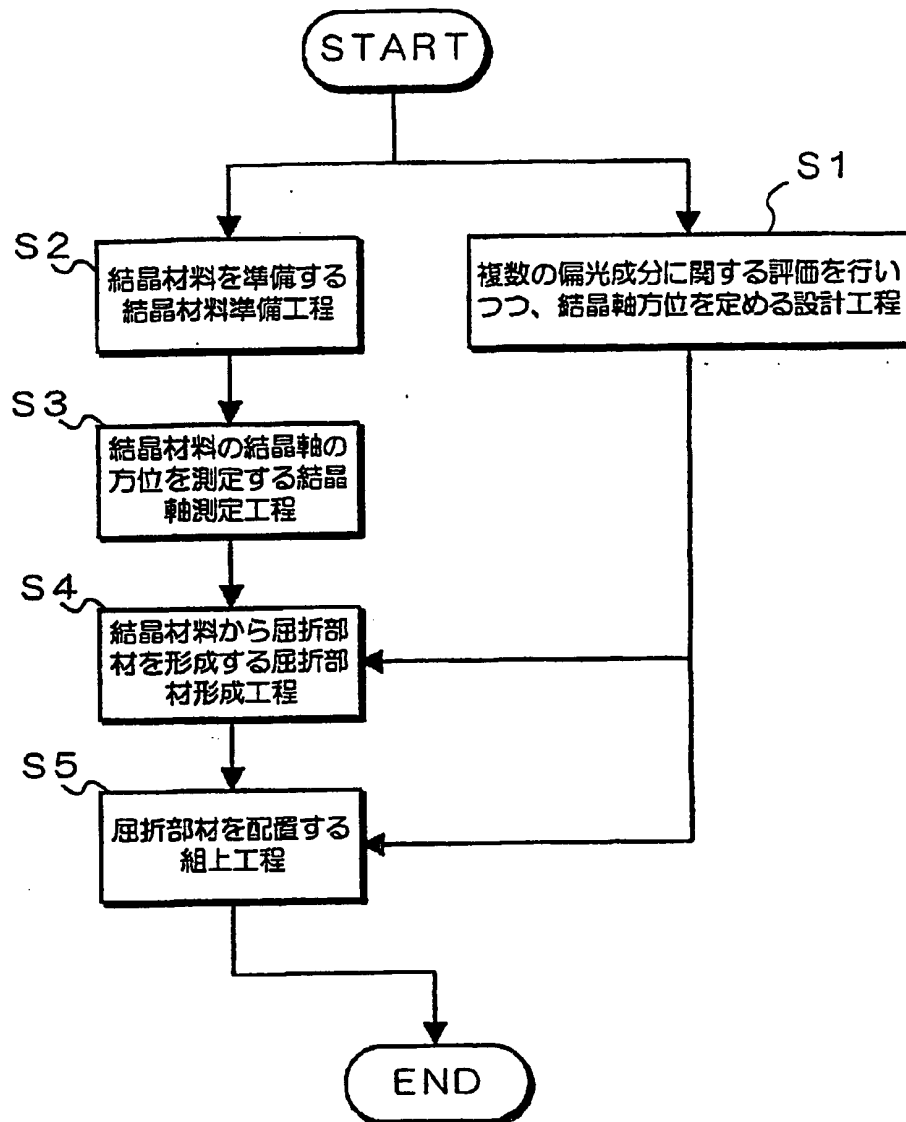 START
S1
複数の偏光成分に関する評価を行い
つつ、結晶軸方位を定める設計工程
S2
結晶材料を準備する
結晶材料準備工程
S3
結晶材料の結晶軸の
方位を測定する結晶
軸測定工程
S4
結晶材料から屈折部
材を形成する屈折部
材形成工程
S5
屈折部材を配置する
組上工程
END